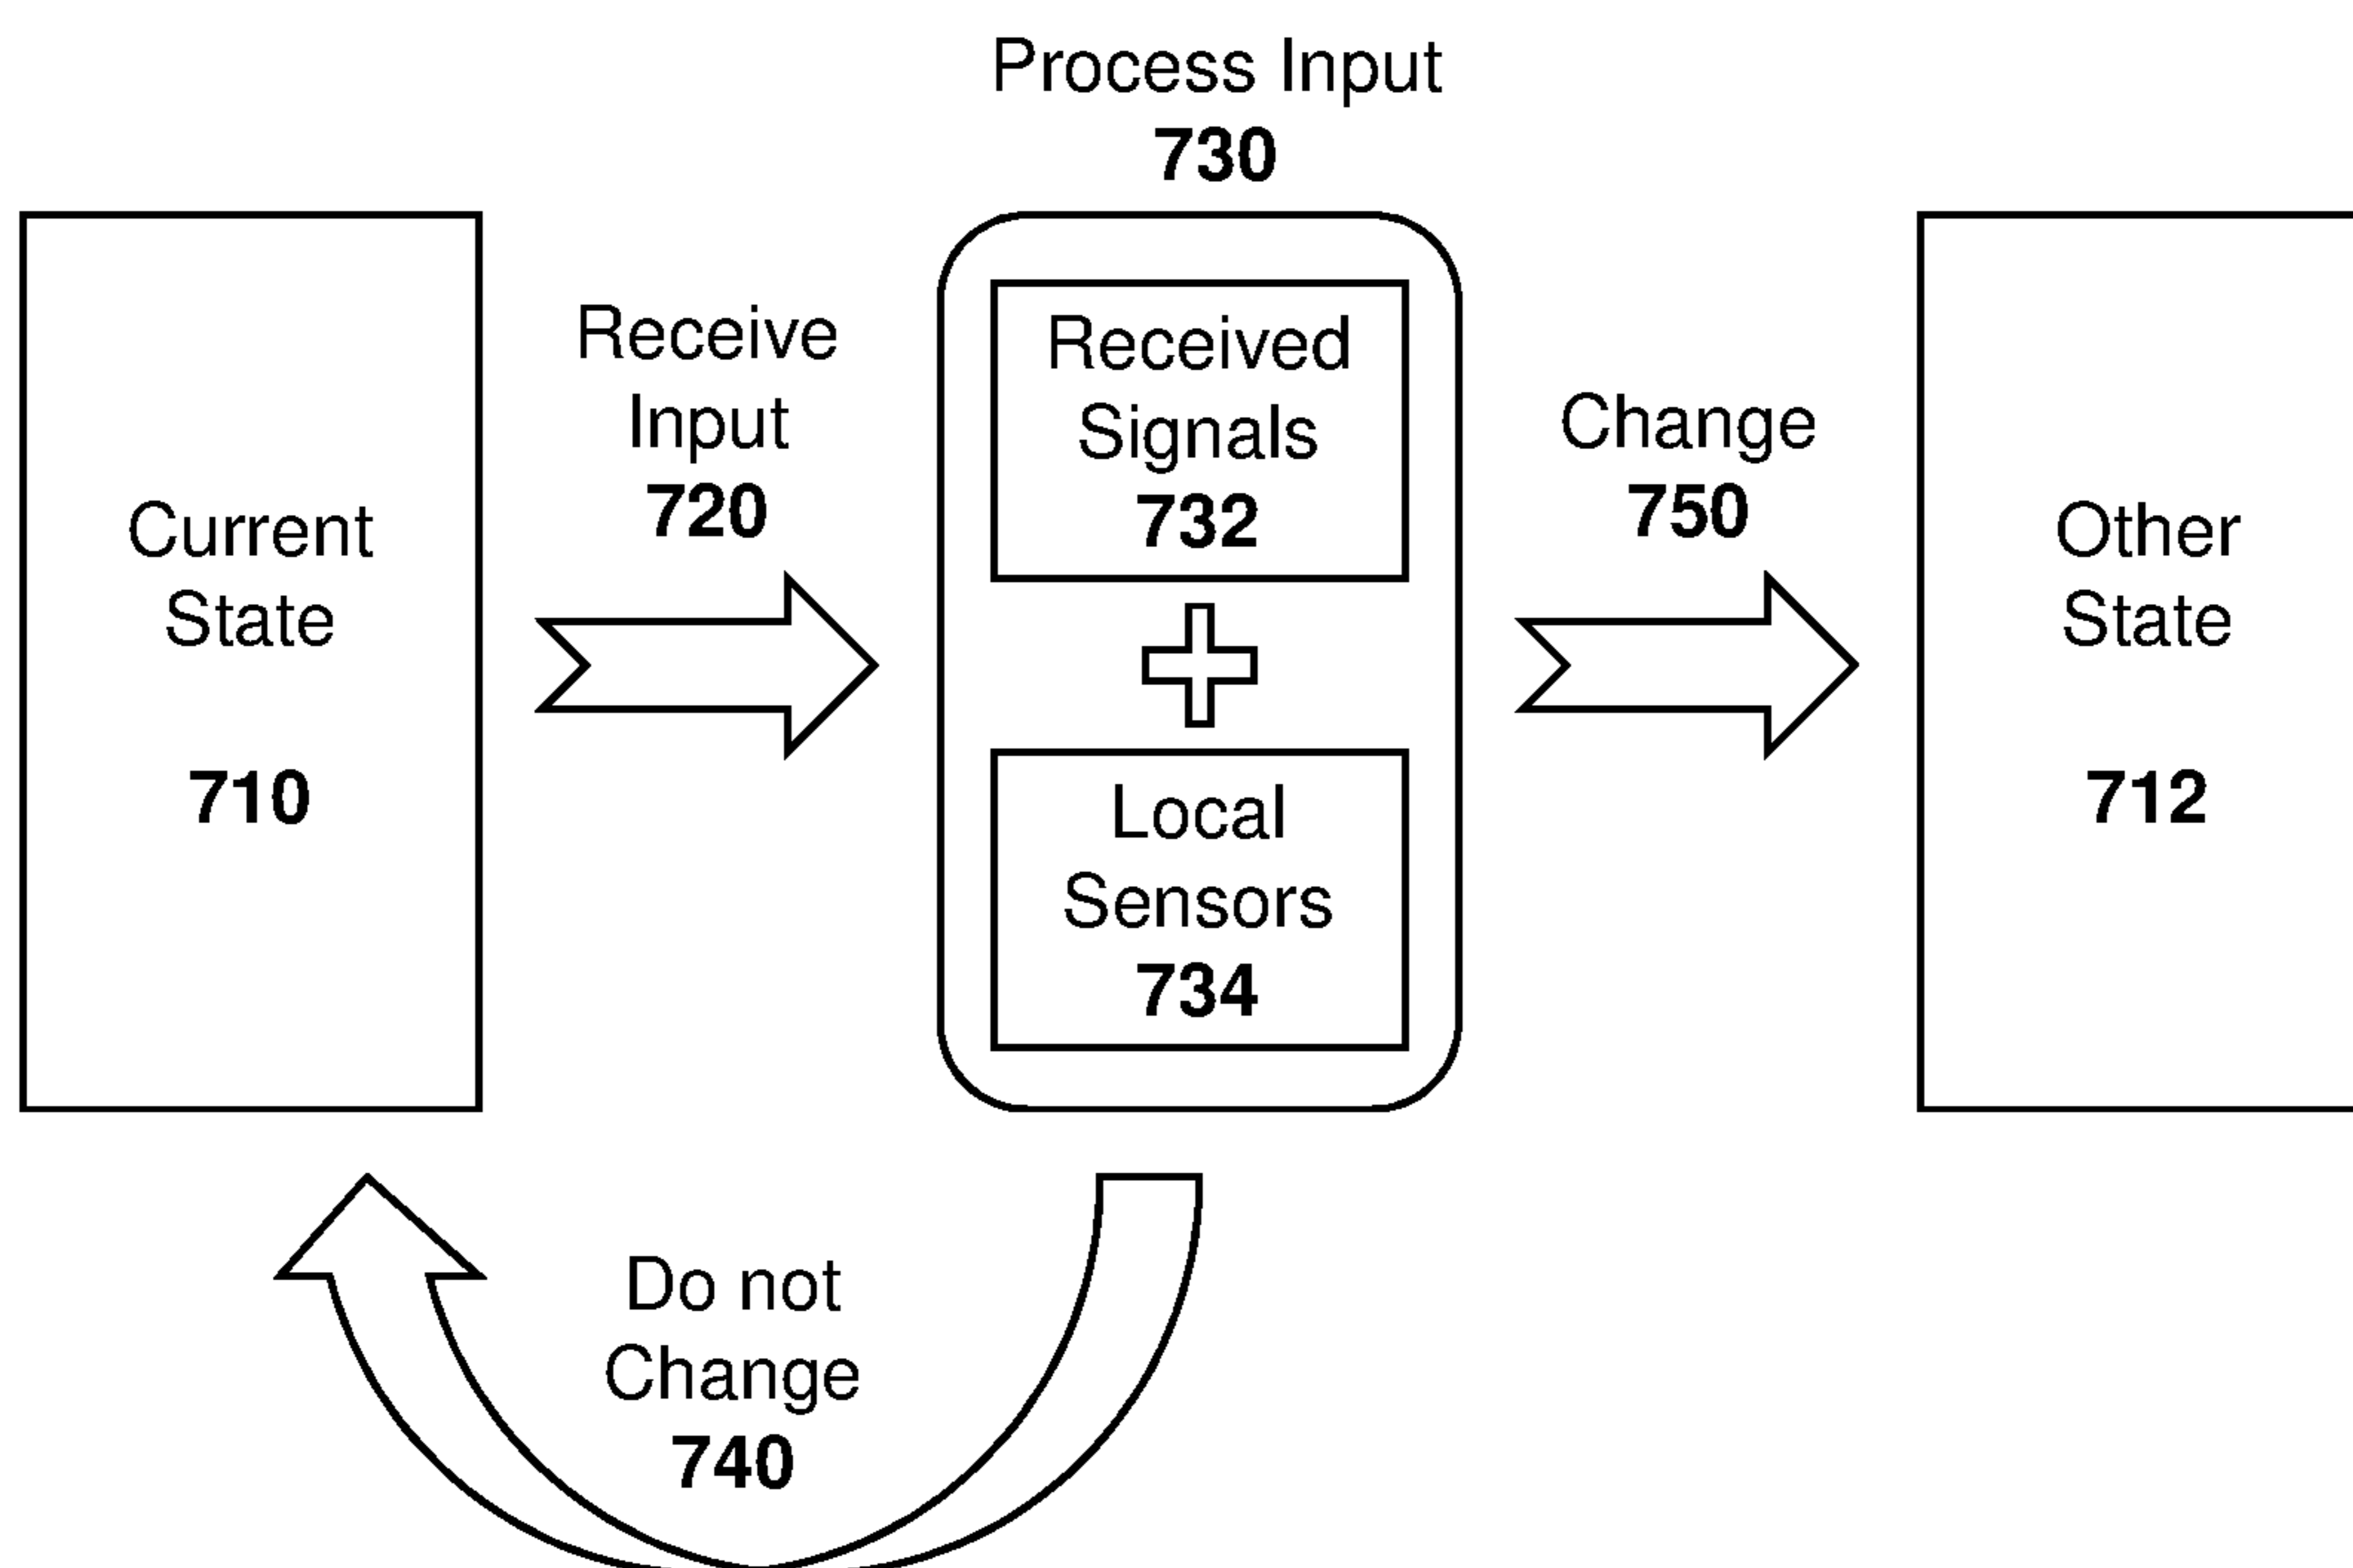 Process Input
730
Current
State
710
Receive
Input
720
Received
Signals
732
Local
Sensors
734
Change
750
Other
State
712
Do not
Change
740